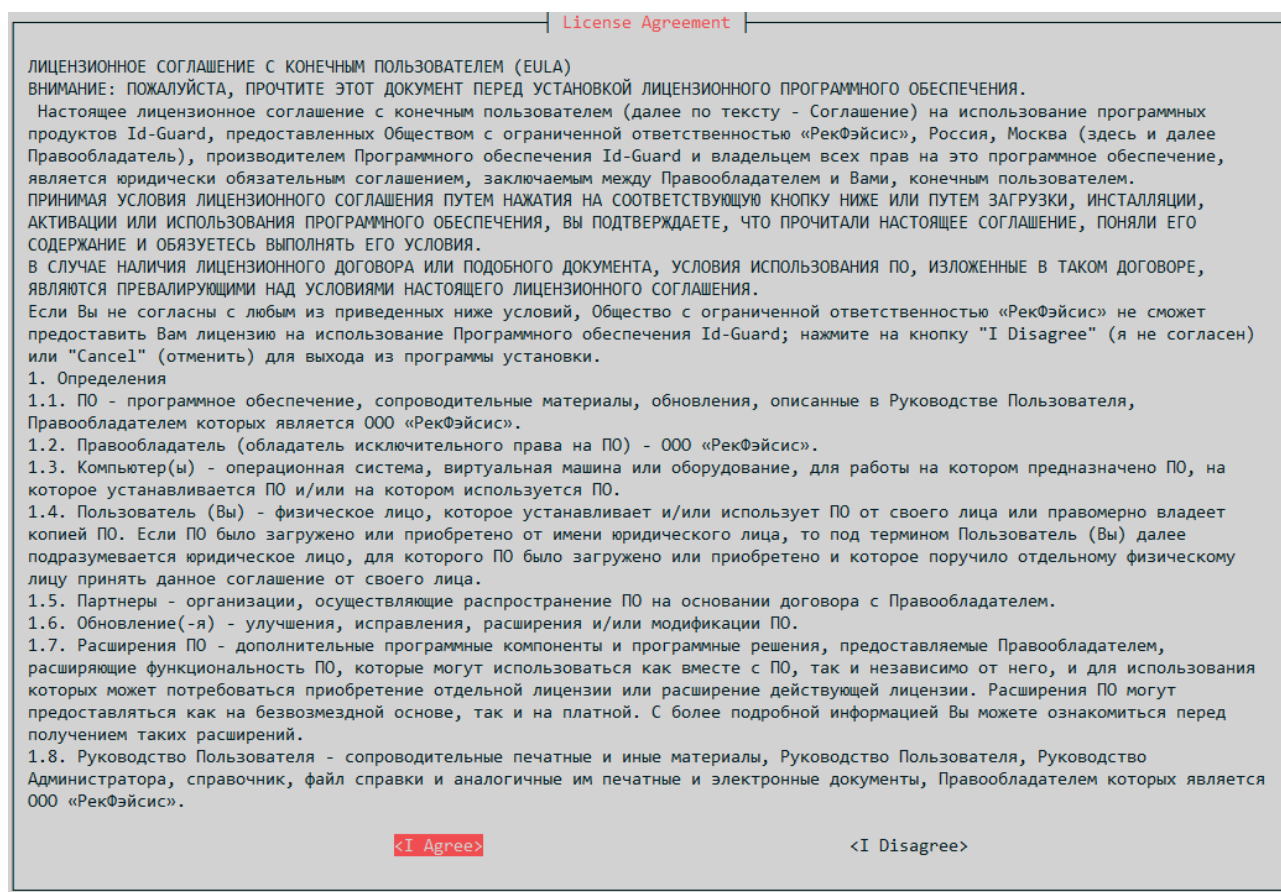 License Agreement
ЛИЦЕНЗИОННОЕ СОГЛАШЕНИЕ С КОНЕЧНЫМ ПОЛЬЗОВАТЕЛЕМ (EULA)
ВНИМАНИЕ: ПОЖАЛУЙСТА, ПРОЧТИТЕ ЭТОТ ДОКУМЕНТ ПЕРЕД УСТАНОВКОЙ ЛИЦЕНЗИОННОГО ПРОГРАММНОГО ОБЕСПЕЧЕНИЯ.
Настоящее лицензионное соглашение с конечным пользователем (далее по тексту - Соглашение) на использование программных
продуктов Id-Guard, предоставленных Обществом с ограниченной ответственностью «РекФэйсис», Россия, Москва (здесь и далее
Правообладатель), производителем Программного обеспечения Id-Guard и владельцем всех прав на это программное обеспечение,
является юридически обязательным соглашением, заключаемым между Правообладателем и Вами, конечным пользователем.
ПРИНИМАЯ УСЛОВИЯ ЛИЦЕНЗИОННОГО СОГЛАШЕНИЯ ПУТЕМ НАЖАТИЯ НА СООТВЕТСТВУЮЩУЮ КНОПКУ НИЖЕ ИЛИ ПУТЕМ ЗАГРУЗКИ, ИНСТАЛЛЯЦИИ,
АКТИВАЦИИ ИЛИ ИСПОЛЬЗОВАНИЯ ПРОГРАММНОГО ОБЕСПЕЧЕНИЯ, ВЫ ПОДТВЕРЖДАЕТЕ, ЧТО ПРОЧИТАЛИ НАСТОЯЩЕЕ СОГЛАШЕНИЕ, ПОНЯЛИ ЕГО
СОДЕРЖАНИЕ И ОБЯЗУЕТЕСЬ ВЫПОЛНЯТЬ ЕГО УСЛОВИЯ.
В СЛУЧАЕ НАЛИЧИЯ ЛИЦЕНЗИОННОГО ДОГОВОРА ИЛИ ПОДОБНОГО ДОКУМЕНТА, УСЛОВИЯ ИСПОЛЬЗОВАНИЯ ПО, ИЗЛОЖЕННЫЕ В ТАКОМ ДОГОВОРЕ,
ЯВЛЯЮТСЯ ПРЕВАЛИРУЮЩИМИ НАД УСЛОВИЯМИ НАСТОЯЩЕГО ЛИЦЕНЗИОННОГО СОГЛАШЕНИЯ.
Если Вы не согласны с любым из приведенных ниже условий, Общество с ограниченной ответственностью «РекФэйсис» не сможет
предоставить Вам лицензию на использование Программного обеспечения Id-Guard; нажмите на кнопку "I Disagree" (я не согласен)
или "Cancel" (отменить) для выхода из программы установки.
1. Определения
1.1. ПО - программное обеспечение, сопроводительные материалы, обновления, описанные в Руководстве Пользователя,
Правообладателем которых является ООО «РекФэйсис».
1.2. Правообладатель (обладатель исключительного права на ПО) - ООО «РекФэйсис».
1.3. Компьютер(ы) - операционная система, виртуальная машина или оборудование, для работы на котором предназначено ПО, на
которое устанавливается ПО и/или на котором используется ПО.
1.4. Пользователь (Вы) - физическое лицо, которое устанавливает и/или использует ПО от своего лица или правомерно владеет
копией ПО. Если ПО было загружено или приобретено от имени юридического лица, то под термином Пользователь (Вы) далее
подразумевается юридическое лицо, для которого ПО было загружено или приобретено и которое поручило отдельному физическому
лицу принять данное соглашение от своего лица.
1.5. Партнеры - организации, осуществляющие распространение ПО на основании договора с Правообладателем.
1.6. Обновление(-я) - улучшения, исправления, расширения и/или модификации ПО.
1.7. Расширения ПО - дополнительные программные компоненты и программные решения, предоставляемые Правообладателем,
расширяющие функциональность ПО, которые могут использоваться как вместе с ПО, так и независимо от него, и для использования
которых может потребоваться приобретение отдельной лицензии или расширение действующей лицензии. Расширения ПО могут
предоставляться как на безвозмездной основе, так и на платной. С более подробной информацией Вы можете ознакомиться перед
получением таких расширений.
1.8. Руководство Пользователя - сопроводительные печатные и иные материалы, Руководство Пользователя, Руководство
Администратора, справочник, файл справки и аналогичные им печатные и электронные документы, Правообладателем которых является
ООО «РекФэйсис».
<I Agree> <I Disagree>